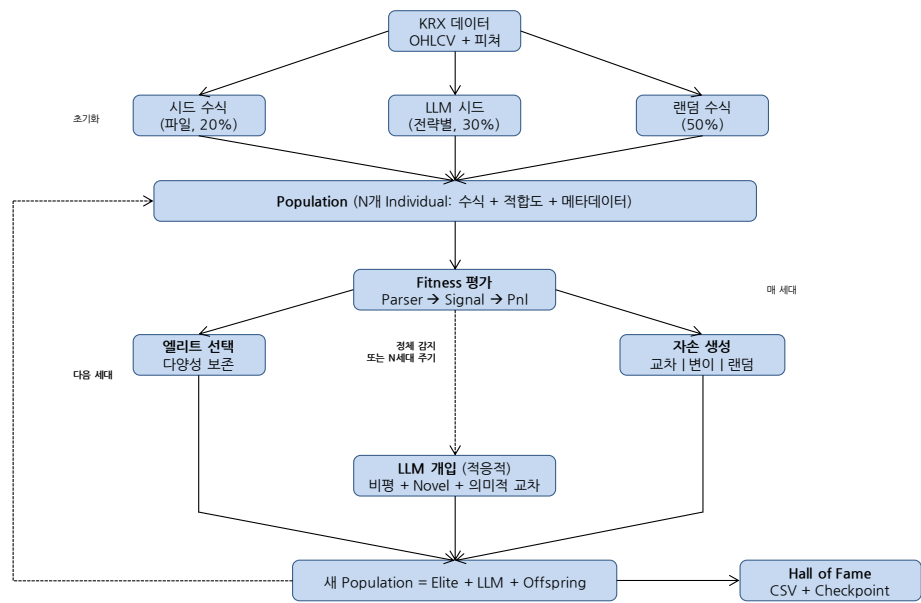 KRX 데이터
OHLCV + 피쳐
초기화
시드 수식
(파일, 20%)
LLM 시드
(전략별, 30%)
랜덤 수식
(50%)
Population (N개 Individual: 수식 + 적합도 + 메타데이터)
Fitness 평가
Parser → Signal → Pnl
매 세대
엘리트 선택
다양성 보존
정체 감지
또는 N세대 주기
자손 생성
교차 | 변이 | 랜덤
다음 세대
LLM 개입 (적응적)
비평 + Novel + 의미적 교차
새 Population = Elite + LLM + Offspring
Hall of Fame
CSV + Checkpoint